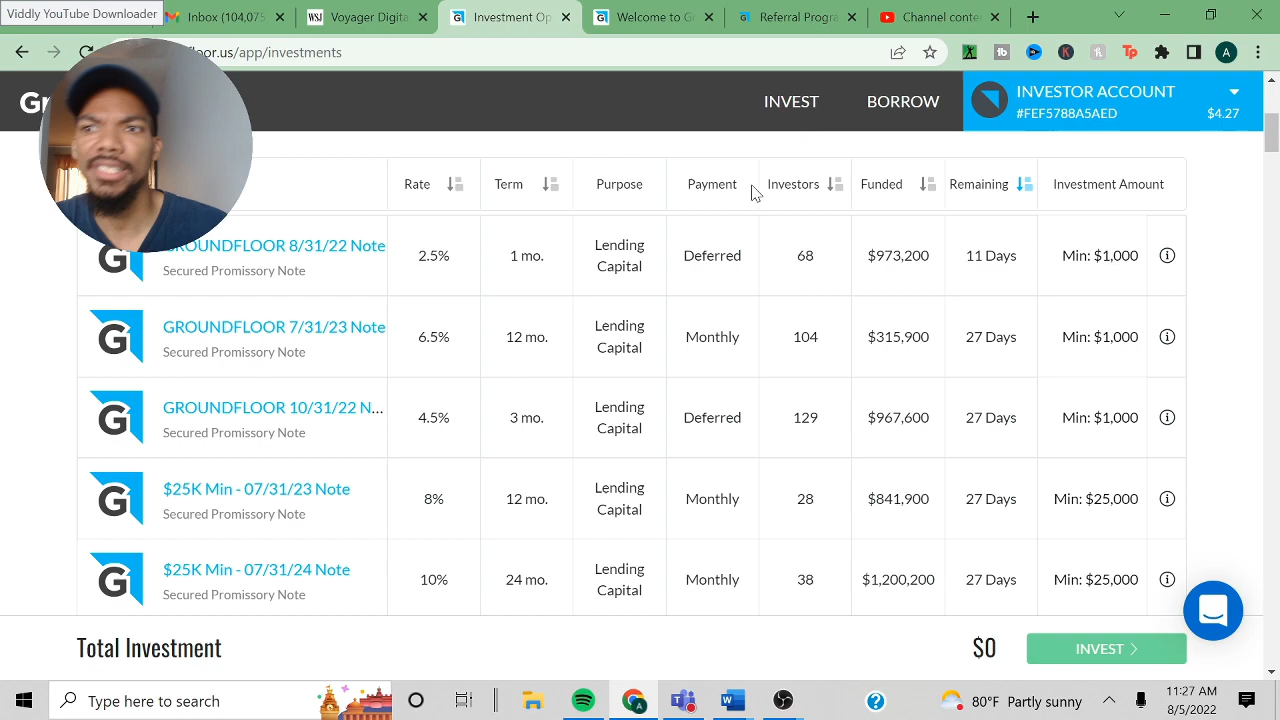 Viddly YouTube Downloader
Inbox (104,075
WSJ Voyager Digita
Investment Op
Welcome to G
Referral Progra
Channel conte
floor.us/app/investments
Gr
INVEST
BORROW
INVESTOR ACCOUNT
#FEF5788A5AED $4.27
Rate Term Purpose Payment Investors Funded Remaining Investment Amount
GROUNDFLOOR 8/31/22 Note
Secured Promissory Note
2.5% 1 mo. Lending
Capital
Deferred 68 $973,200 11 Days Min: $1,000
GROUNDFLOOR 7/31/23 Note
Secured Promissory Note
6.5% 12 mo. Lending
Capital
Monthly 104 $315,900 27 Days Min: $1,000
GROUNDFLOOR 10/31/22 N...
Secured Promissory Note
4.5% 3 mo. Lending
Capital
Deferred 129 $967,600 27 Days Min: $1,000
$25K Min - 07/31/23 Note
Secured Promissory Note
8% 12 mo. Lending
Capital
Monthly 28 $841,900 27 Days Min: $25,000
$25K Min - 07/31/24 Note
Secured Promissory Note
10% 24 mo. Lending
Capital
Monthly 38 $1,200,200 27 Days Min: $25,000
Total Investment $0 INVEST
Type here to search
80°F Partly sunny
11:27 AM
8/5/2022